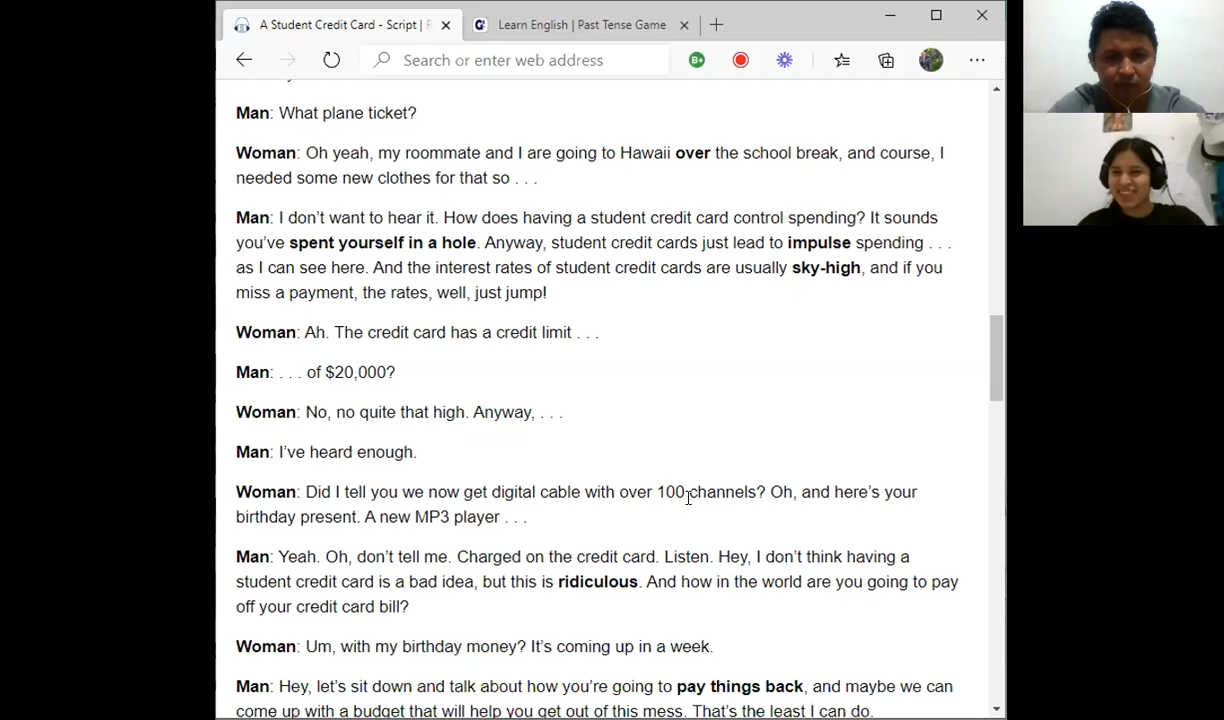 A Student Credit Card - Script |
Learn English | Past Tense Game
Search or enter web address
Man: What plane ticket?
Woman: Oh yeah, my roommate and I are going to Hawaii over the school break, and course, I
needed some new clothes for that so . . .
Man: I don’t want to hear it. How does having a student credit card control spending? It sounds
you’ve spent yourself in a hole. Anyway, student credit cards just lead to impulse spending . . .
as I can see here. And the interest rates of student credit cards are usually sky-high, and if you
miss a payment, the rates, well, just jump!
Woman: Ah. The credit card has a credit limit . . .
Man: . . . of $20,000?
Woman: No, no quite that high. Anyway, . . .
Man: I’ve heard enough.
Woman: Did I tell you we now get digital cable with over 100 channels? Oh, and here’s your
birthday present. A new MP3 player . . .
Man: Yeah. Oh, don’t tell me. Charged on the credit card. Listen. Hey, I don’t think having a
student credit card is a bad idea, but this is ridiculous. And how in the world are you going to pay
off your credit card bill?
Woman: Um, with my birthday money? It’s coming up in a week.
Man: Hey, let’s sit down and talk about how you’re going to pay things back, and maybe we can
come up with a budget that will help you get out of this mess. That’s the least I can do.